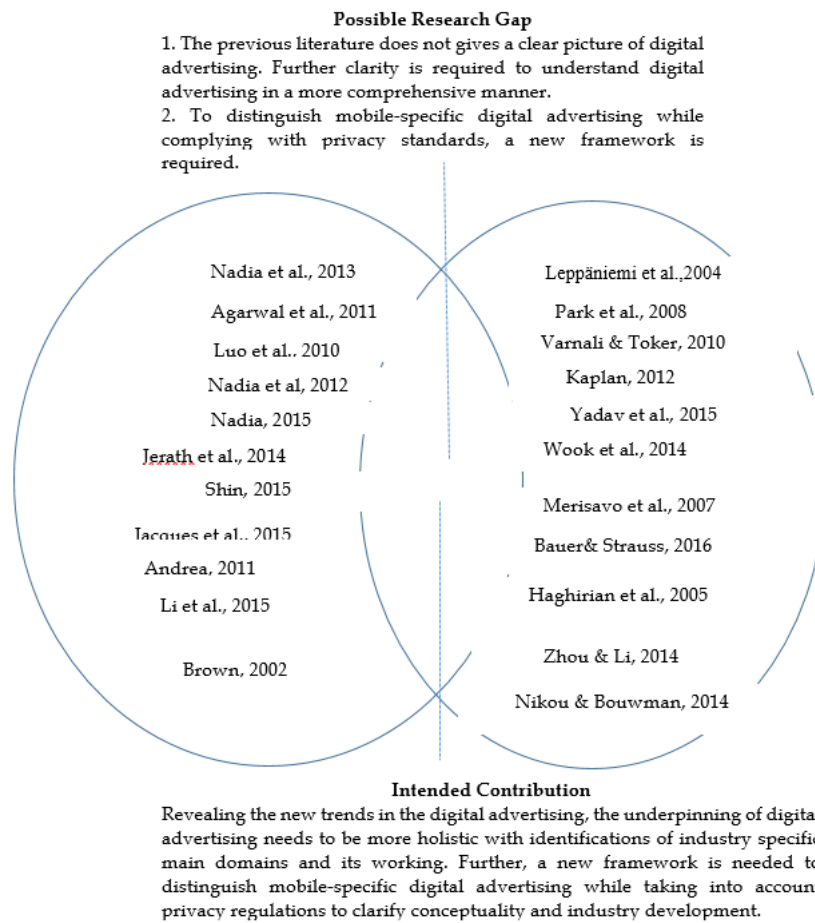 Possible Research Gap
1. The previous literature does not gives a clear picture of digital
advertising. Further clarity is required to understand digital
advertising in a more comprehensive manner.
2. To distinguish mobile-specific digital advertising while
complying with privacy standards, a new framework is
required.
Nadia et al., 2013
Agarwal et al., 2011
Luo et al.. 2010
Nadia et al, 2012
Nadia, 2015
Jerath et al., 2014
Shin, 2015
Jacques et al.. 2015
Andrea, 2011
Li et al., 2015
Brown, 2002
Leppäniemi et al.,2004
Park et al., 2008
Varnali & Toker, 2010
Kaplan, 2012
Yadav et al., 2015
Wook et al., 2014
Merisavo et al., 2007
Bauer& Strauss, 2016
Haghirian et al., 2005
Zhou & Li, 2014
Nikou & Bouwman, 2014
Intended Contribution
Revealing the new trends in the digital advertising, the underpinning of digita
advertising needs to be more holistic with identifications of industry specific
main domains and its working. Further, a new framework is needed to
distinguish mobile-specific digital advertising while taking into account
privacy regulations to clarify conceptuality and industry development.